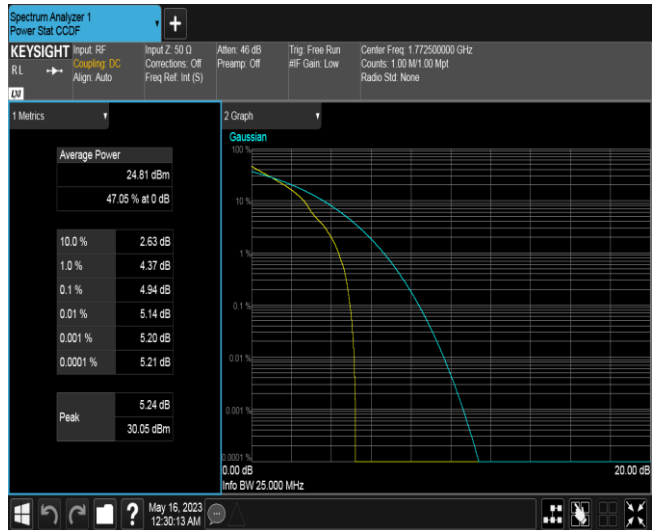 Spectrum Analyzer 1
Power Stat CCDF
+
KEYSIGHT
RL
LXI
Input: RF
Coupling: DC
Align: Auto
Input Z: 50 Ω
Corrections: Off
Freq Ref: Int (S)
Atten: 46 dB
Preamp: Off
Trig: Free Run
#IF Gain: Low
Center Freq: 1.772500000 GHz
Counts: 1.00 M/1.00 Mpt
Radio Std: None
1 Metrics
Average Power
24.81 dBm
47.05 % at 0 dB
10.0 % 2.63 dB
1.0 % 4.37 dB
0.1 % 4.94 dB
0.01 % 5.14 dB
0.001 % 5.20 dB
0.0001 % 5.21 dB
Peak
5.24 dB
30.05 dBm
2 Graph
Gaussian
100 %
10 %
1 %
0.1 %
0.01 %
0.001 %
0.0001 %
0.00 dB 20.00 dB
Info BW 25.000 MHz
?
May 16, 2023
12:30:13 AM